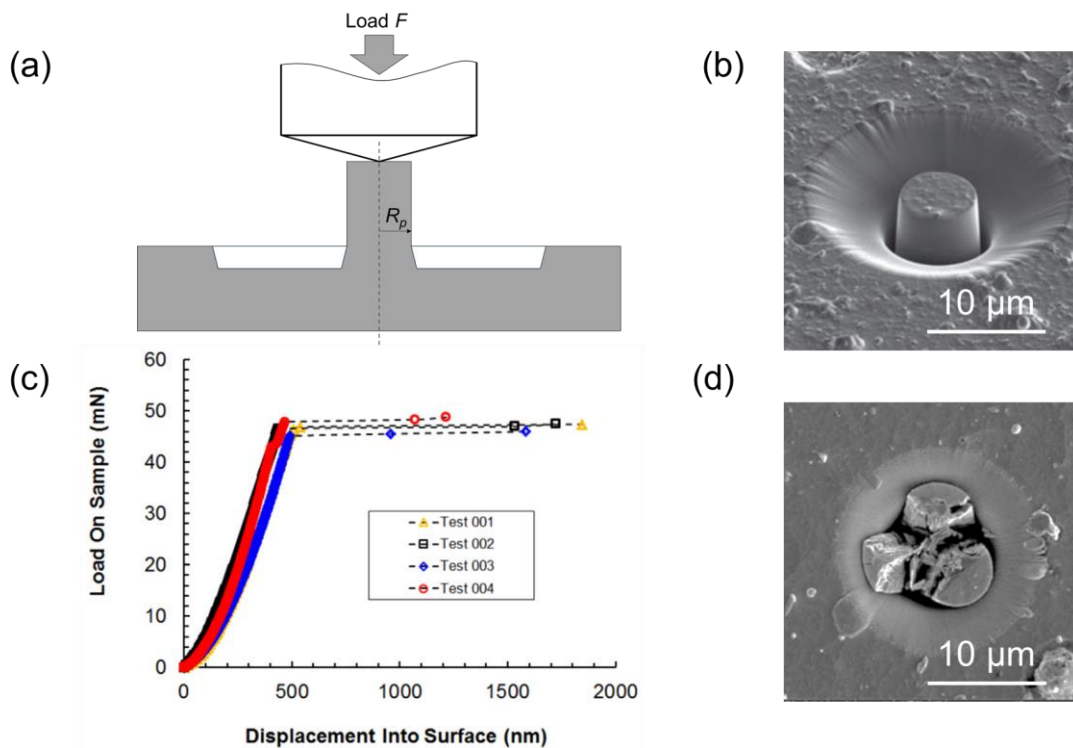 (a)
Load F
Rp
(b)
10 μm
(c)
Load On Sample (mN)
60
50
40
30
20
10
0
0 500 1000 1500 2000
Displacement Into Surface (nm)
Test 001
Test 002
Test 003
Test 004
(d)
10 μm